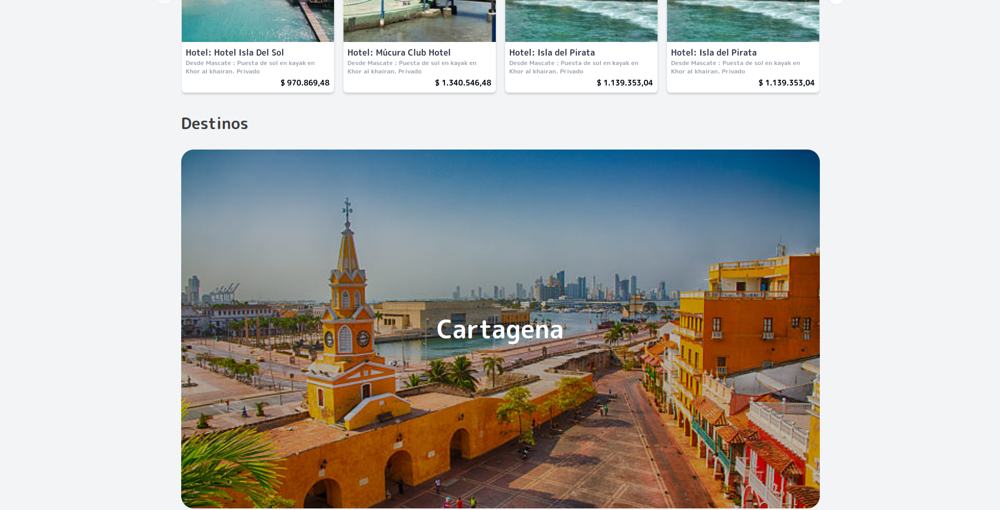 Hotel: Hotel Isla Del Sol
Desde Mascate : Puesta de sol en kayak en
Khor al khairan. Privado
$ 970.869,48
Hotel: Múcura Club Hotel
Desde Mascate : Puesta de sol en kayak en
Khor al khairan. Privado
$ 1.340.546,48
Hotel: Isla del Pirata
Desde Mascate : Puesta de sol en kayak en
Khor al khairan. Privado
$ 1.139.353,04
Hotel: Isla del Pirata
Desde Mascate : Puesta de sol en kayak en
Khor al khairan. Privado
$ 1.139.353,04
Destinos
Cartagena